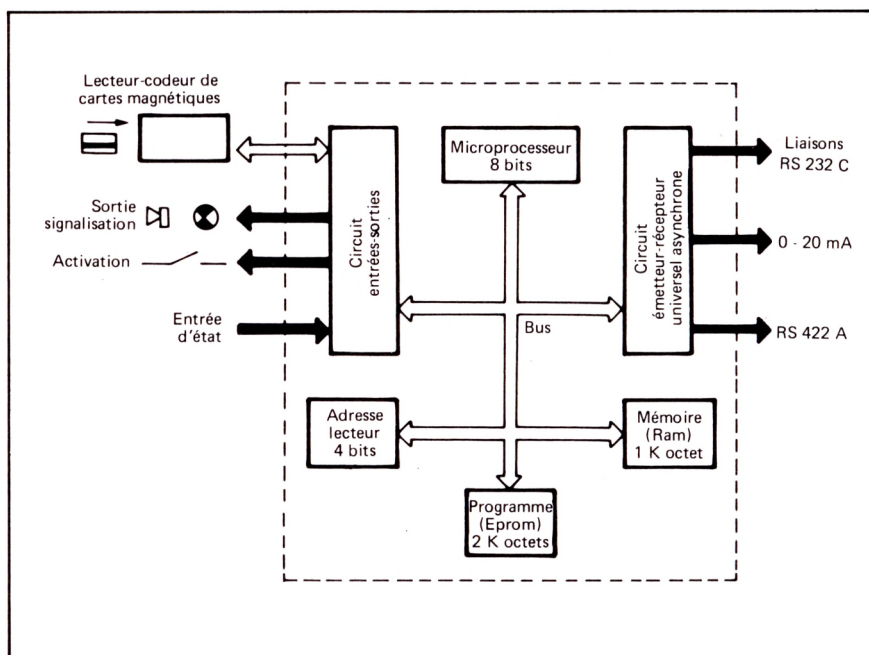 Lecteur-codeur de
cartes magnétiques
Sortie
signalisation
Activation
Entrée
d'état
Circuit
entrées-sorties
Microprocesseur
8 bits
Circuit
émetteur-récepteur
universel asynchrone
Liaisons
RS 232 C
0 - 20 mA
RS 422 A
Bus
Adresse
lecteur
4 bits
Mémoire
(Ram)
1 K octet
Programme
(Eprom)
2 K octets